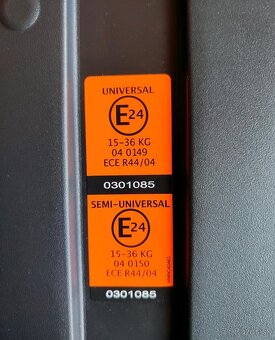 UNIVERSAL
E24
15-36 KG
04 0149
ECE R44/04
0301085
SEMI-UNIVERSAL
E24
15-36 KG
04 0150
ECE R44/04
0301085